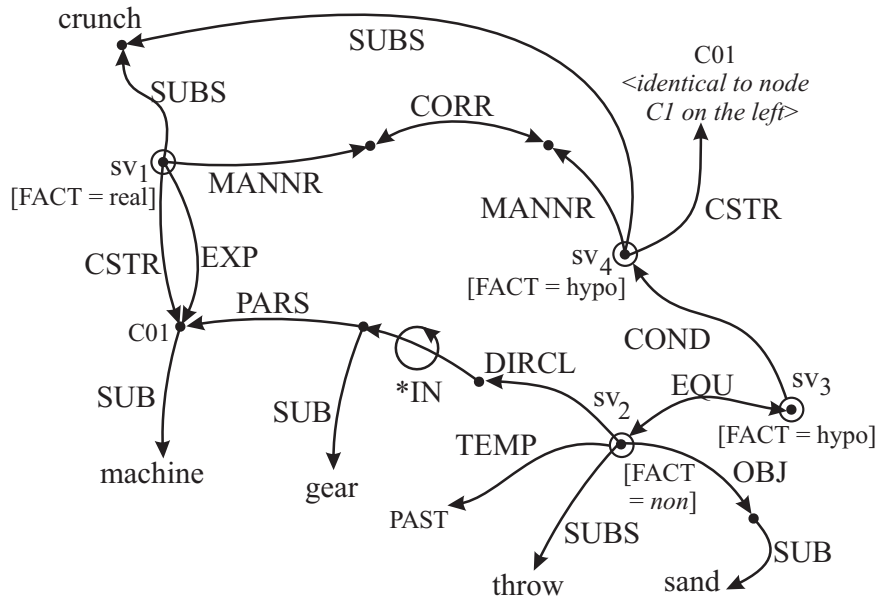 crunch
SUBS
C01
<identical to node
C1 on the left>
SUBS
CORR
sv1
[FACT = real]
MANNR
MANNR
CSTR
sv4
[FACT = hypo]
CSTR
EXP
PARS
C01
COND
DIRCL
*IN
SUB
SUB
sv2
EQU
sv3
[FACT = hypo]
TEMP
machine
gear
[FACT
= non]
OBJ
PAST
SUBS
SUB
throw
sand